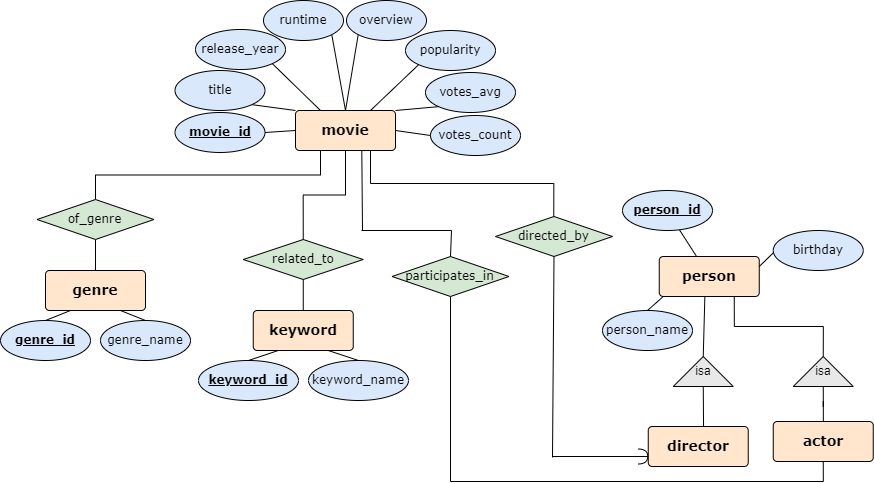 runtime
overview
release_year
popularity
title
votes_avg
movie_id
movie
votes_count
person_id
of_genre
directed_by
birthday
related_to
participates_in
person
genre
keyword
person_name
genre_id
genre_name
isa
isa
keyword_id
keyword_name
director
actor